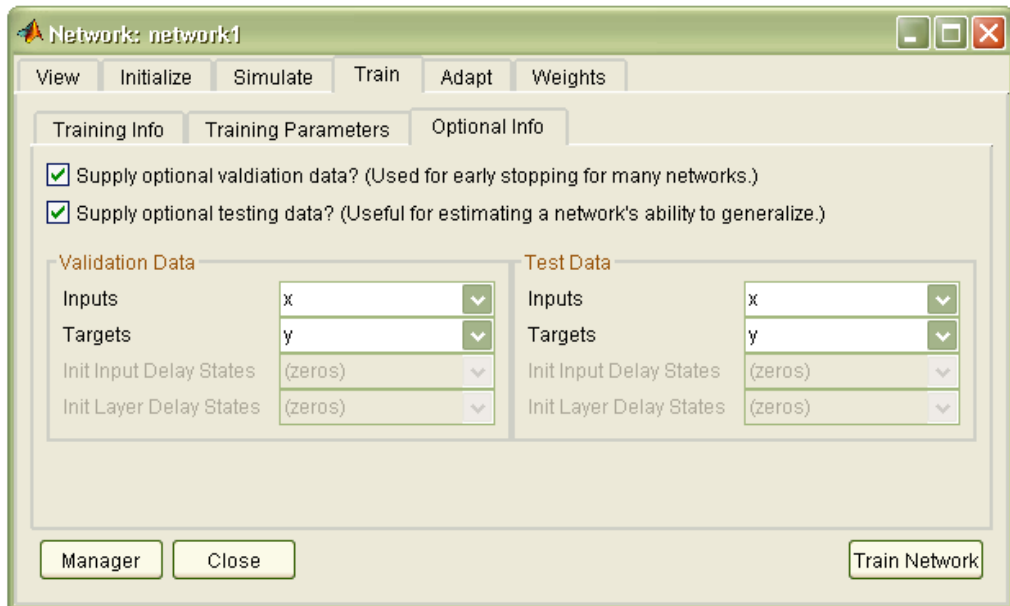 Network: network1
View Initialize Simulate Train Adapt Weights
Training Info Training Parameters Optional Info
Supply optional valdiation data? (Used for early stopping for many networks.)
Supply optional testing data? (Useful for estimating a network's ability to generalize.)
Validation Data
Inputs x
Targets y
Init Input Delay States (zeros)
Init Layer Delay States (zeros)
Test Data
Inputs x
Targets y
Init Input Delay States (zeros)
Init Layer Delay States (zeros)
Manager Close Train Network